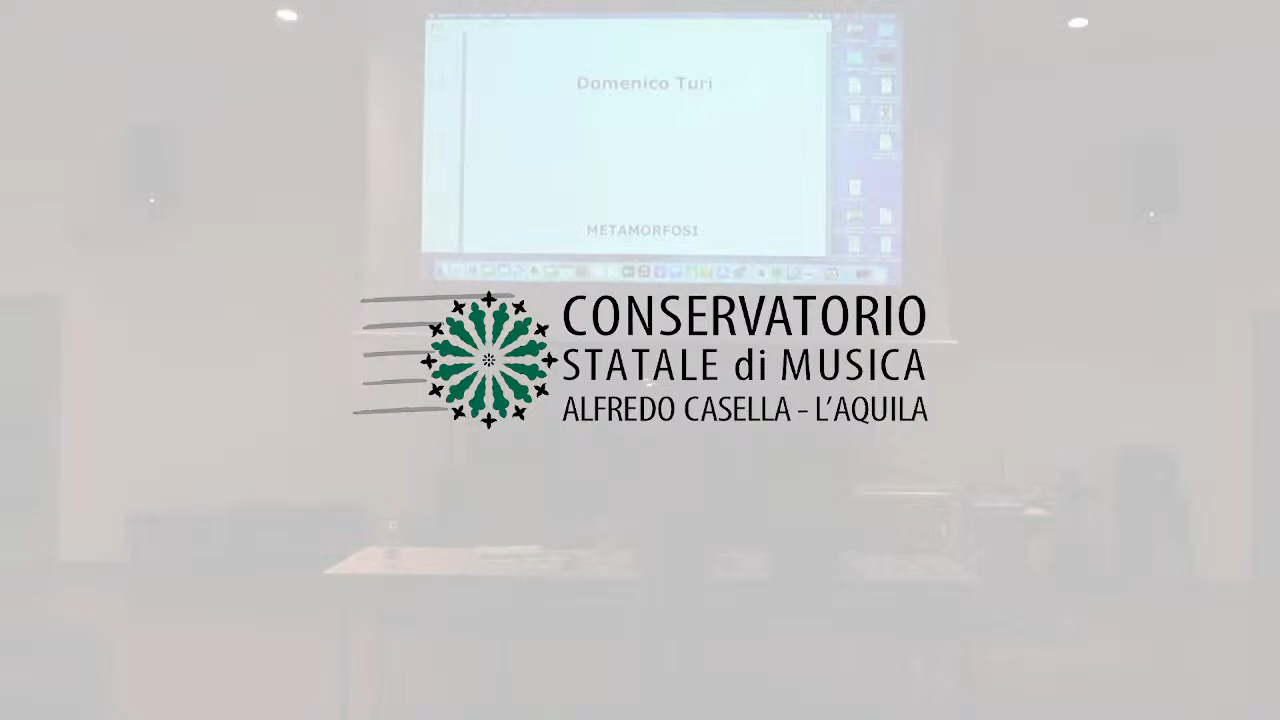 Domenico Turi
METAMORFOSI
CONSERVATORIO
STATALE di MUSICA
ALFREDO CASELLA - L'AQUILA